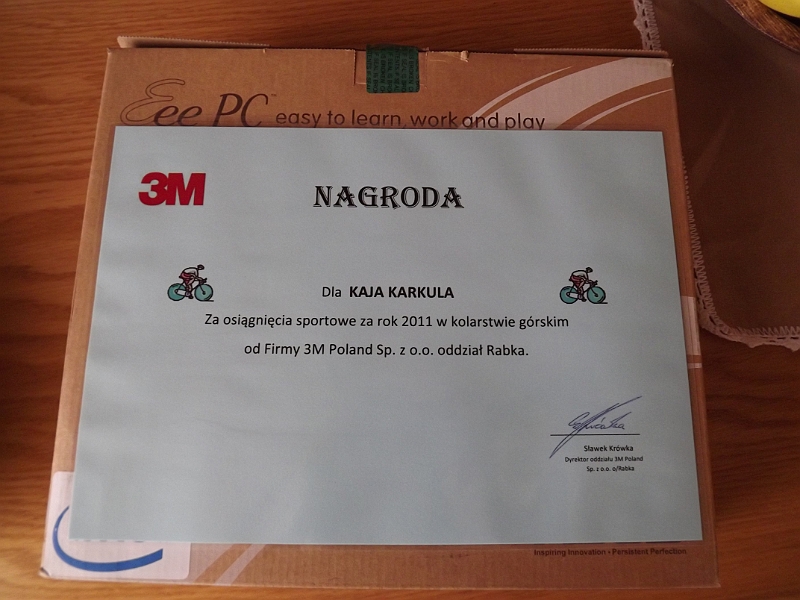 Eee PC easy to learn, work and play
3M
NAGRODA
Dla KAJA KARKULA
Za osiągnięcia sportowe za rok 2011 w kolarstwie górskim
od Firmy 3M Poland Sp. z o.o. oddział Rabka.
Sławek Krówka
Dyrektor oddziału 3M Poland
Sp. z o.o. o/Rabka
Inspiring Innovation • Persistent Perfection